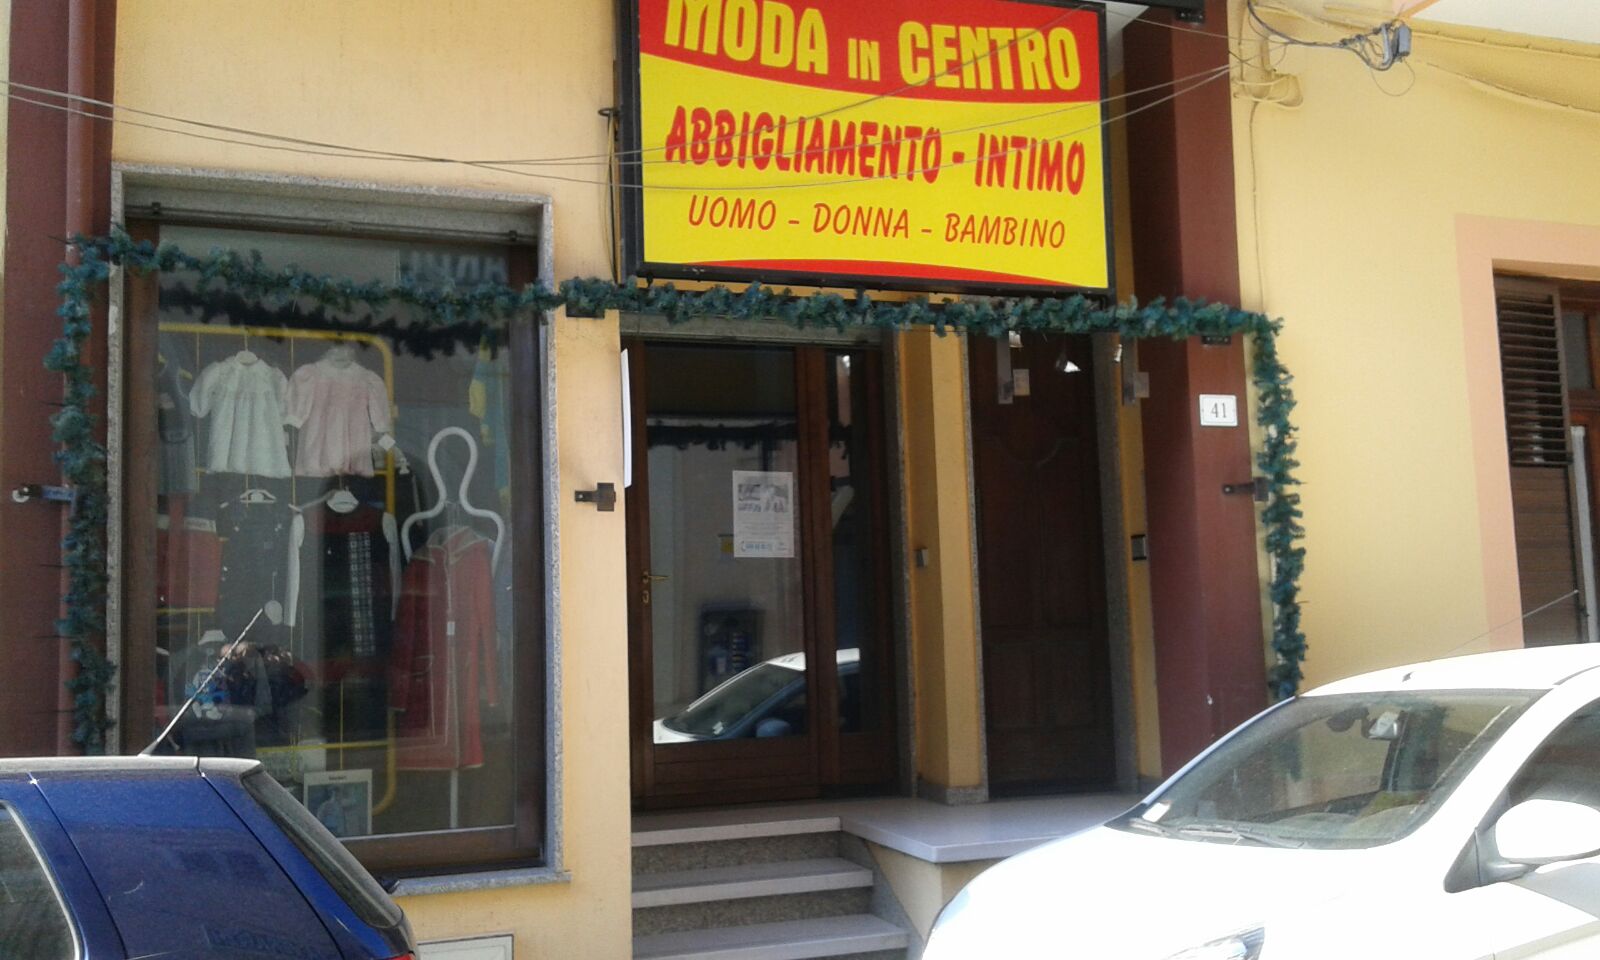 MODA IN CENTRO
ABBIGLIAMENTO - INTIMO
UOMO - DONNA - BAMBINO
41